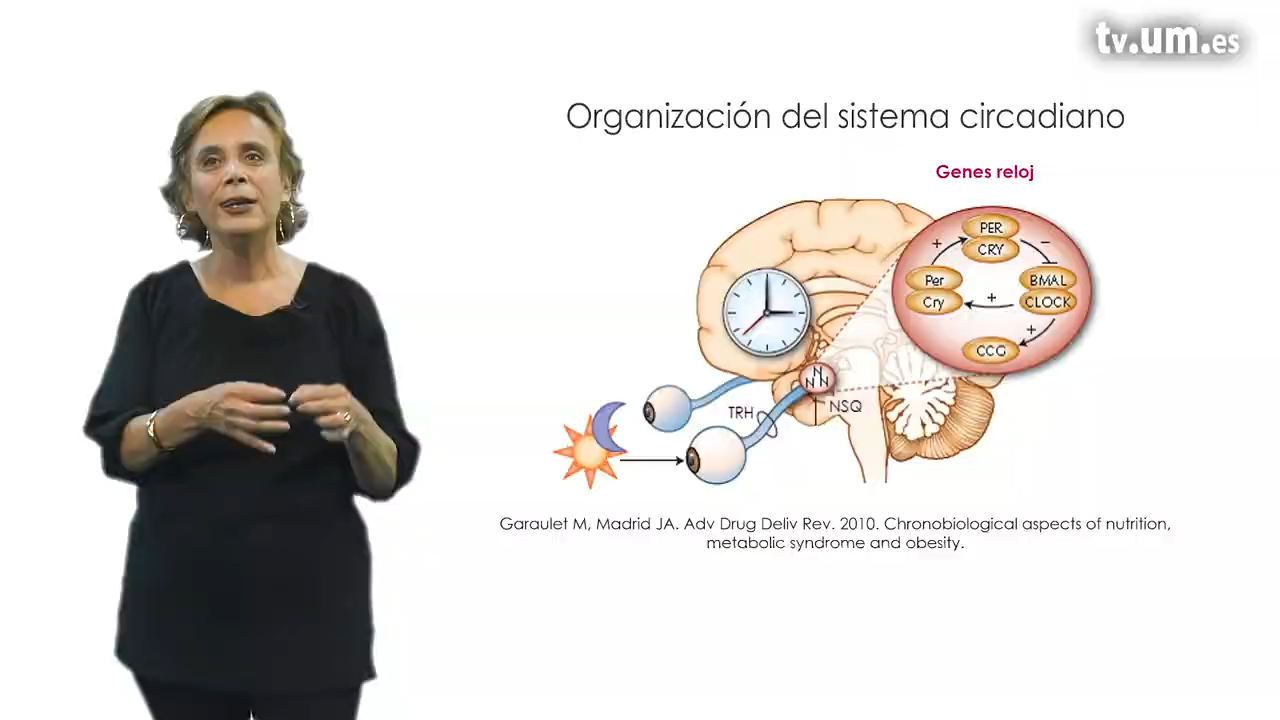 tv.um.es
Organización del sistema circadiano
Genes reloj
PER
CRY
+
−
Per
Cry
+
BMAL
CLOCK
+
CCG
N
N N
TRH
NSQ
Garaulet M, Madrid JA. Adv Drug Deliv Rev. 2010. Chronobiological aspects of nutrition,
metabolic syndrome and obesity.